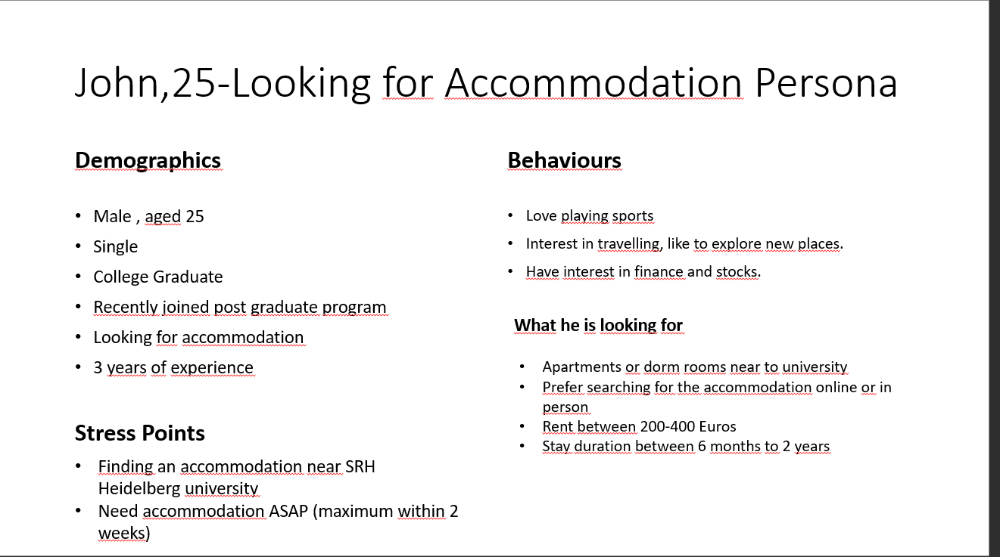 John,25-Looking for Accommodation Persona
Demographics
• Male , aged 25
• Single
• College Graduate
• Recently joined post graduate program
• Looking for accommodation
• 3 years of experience
Stress Points
• Finding an accommodation near SRH
Heidelberg university
• Need accommodation ASAP (maximum within 2
weeks)
Behaviours
• Love playing sports
• Interest in travelling, like to explore new places.
• Have interest in finance and stocks.
What he is looking for
• Apartments or dorm rooms near to university
• Prefer searching for the accommodation online or in
person
• Rent between 200-400 Euros
• Stay duration between 6 months to 2 years